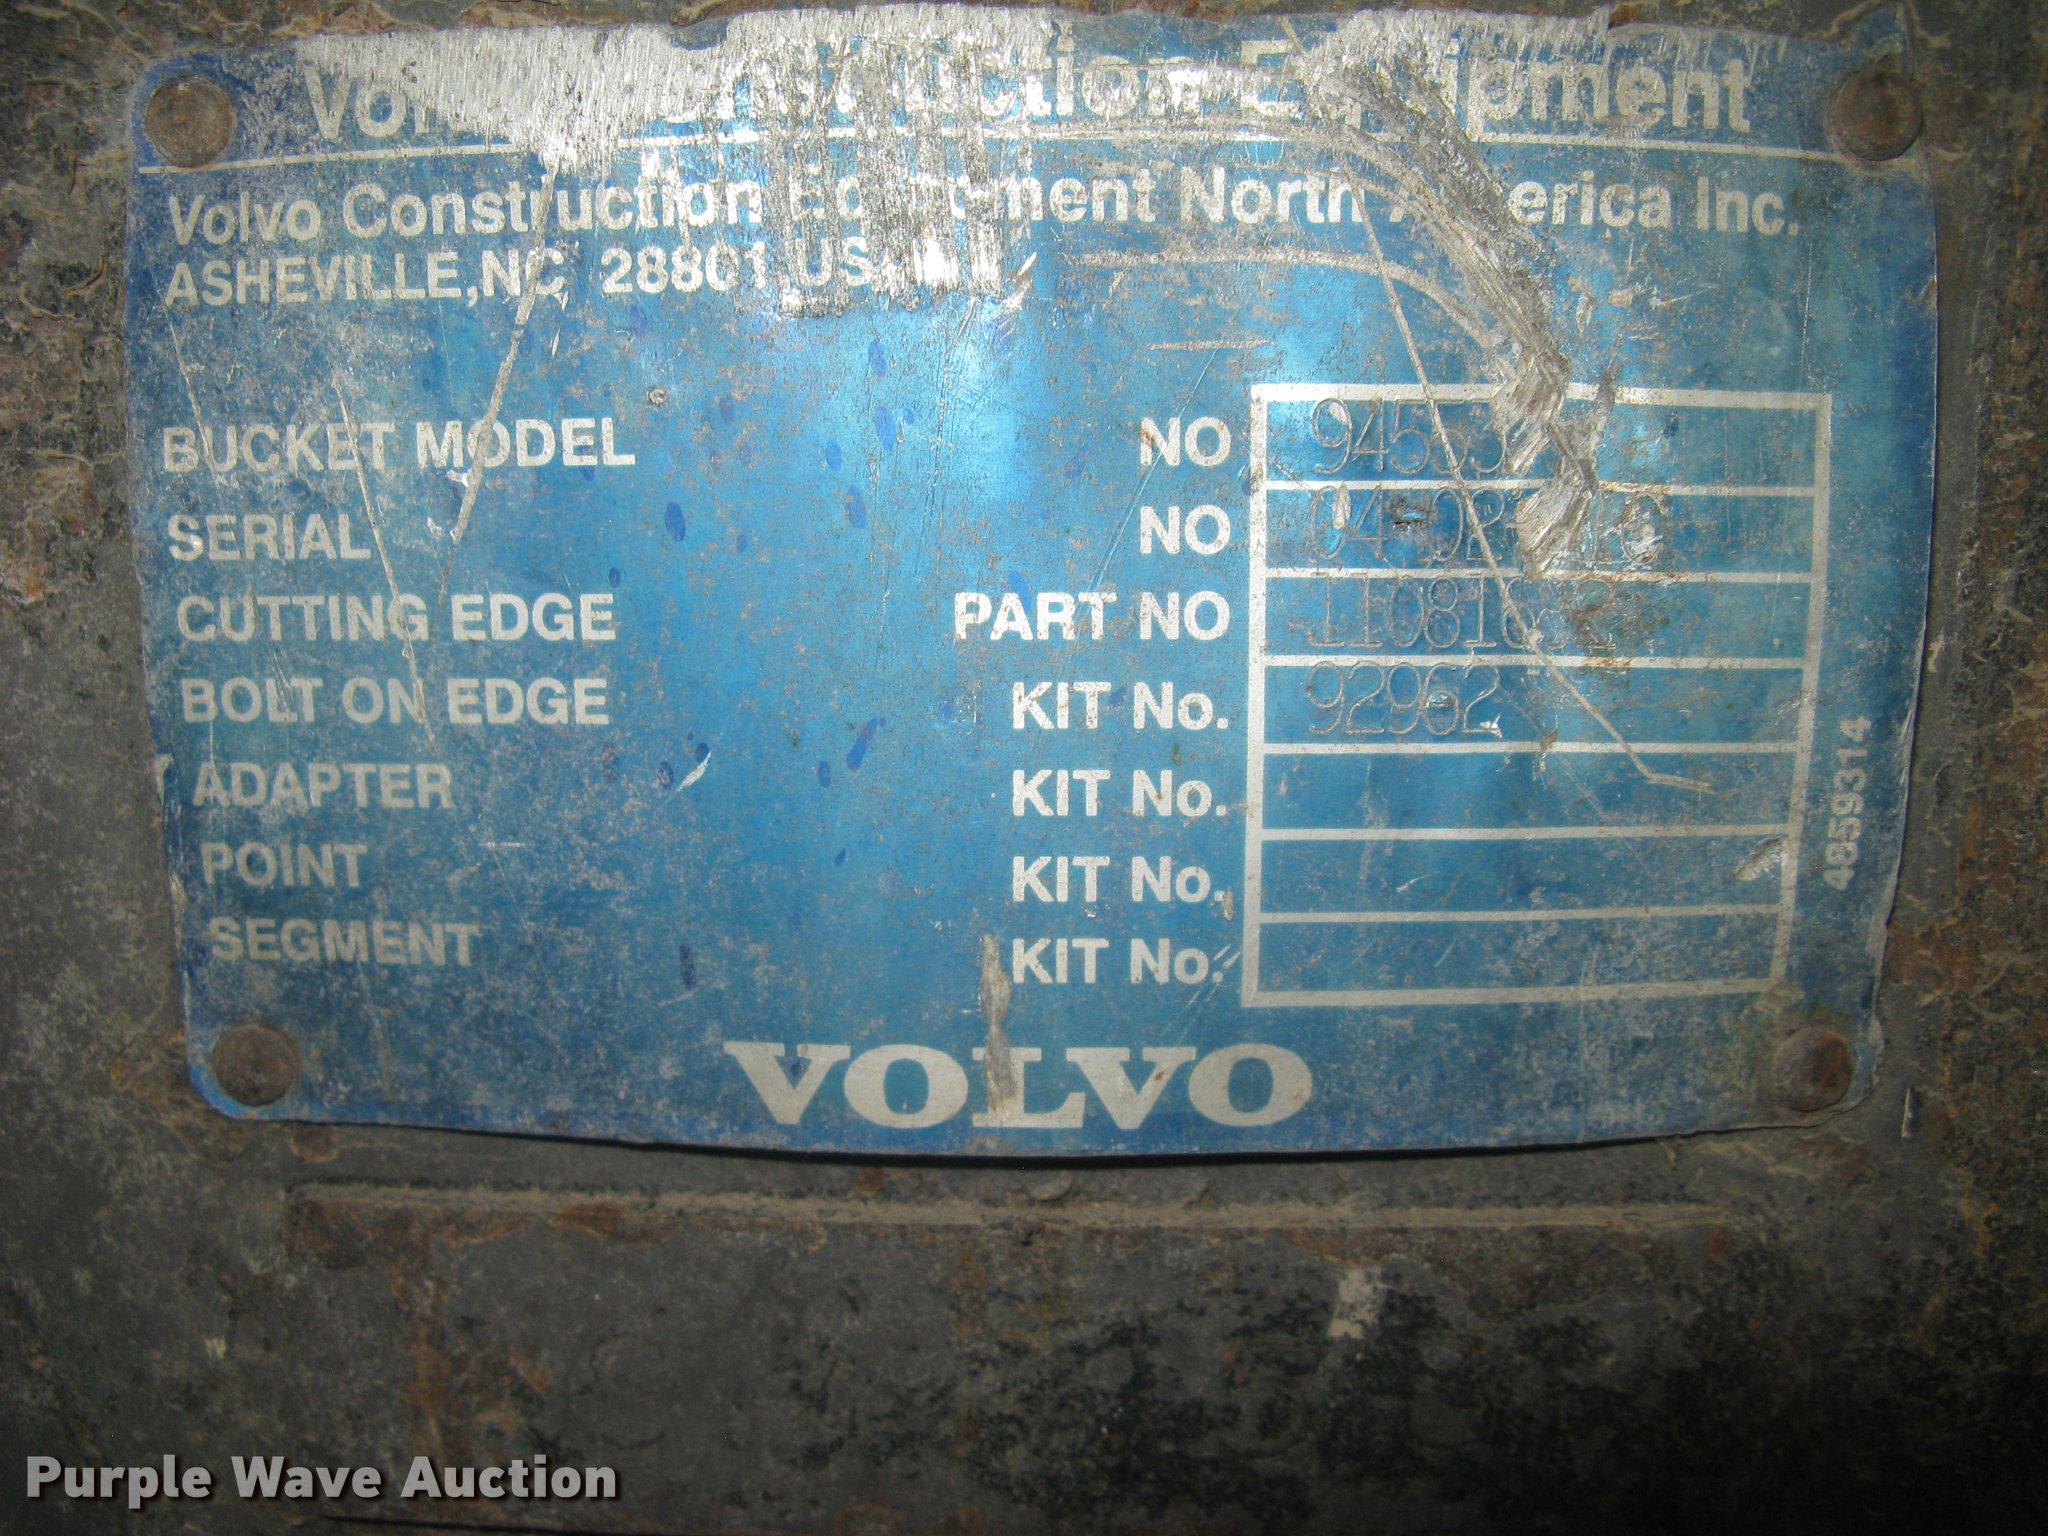 Equipment
Volvo Construction Equipment North America Inc.
ASHEVILLE, NC 28801 USA
BUCKET MODEL NO
SERIAL NO
CUTTING EDGE PART NO
BOLT ON EDGE KIT No. 92962
ADAPTER KIT No.
POINT KIT No.
SEGMENT KIT No.
4859314
VOLVO
Purple Wave Auction